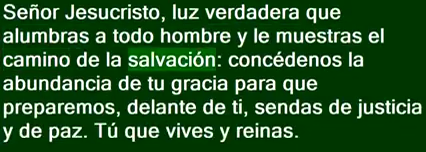 Señor Jesucristo, luz verdadera que
alumbras a todo hombre y le muestras el
camino de la salvación: concédenos la
abundancia de tu gracia para que
preparemos, delante de ti, sendas de justicia
y de paz. Tú que vives y reinas.